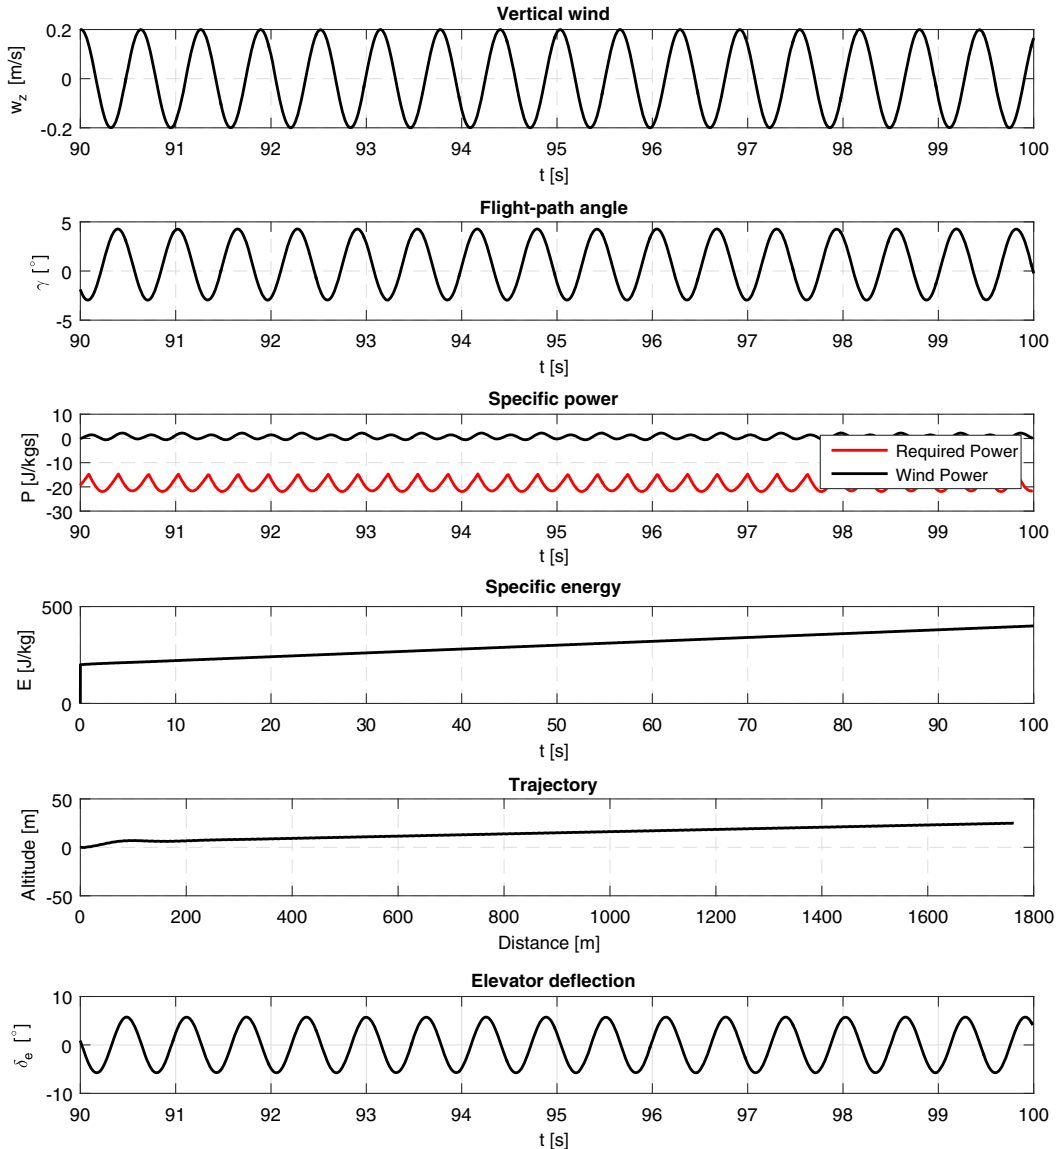 Vertical wind
0.2
0
-0.2
w_z [m/s]
90 91 92 93 94 95 96 97 98 99 100
t [s]
Flight-path angle
5
0
-5
γ [°]
90 91 92 93 94 95 96 97 98 99 100
t [s]
Specific power
10
0
-10
-20
-30
P [J/kgs]
Required Power
Wind Power
90 91 92 93 94 95 96 97 98 99 100
t [s]
Specific energy
500
0
E [J/kg]
0 10 20 30 40 50 60 70 80 90 100
t [s]
Trajectory
50
0
-50
Altitude [m]
0 200 400 600 800 1000 1200 1400 1600 1800
Distance [m]
Elevator deflection
10
0
-10
δ_e [°]
90 91 92 93 94 95 96 97 98 99 100
t [s]